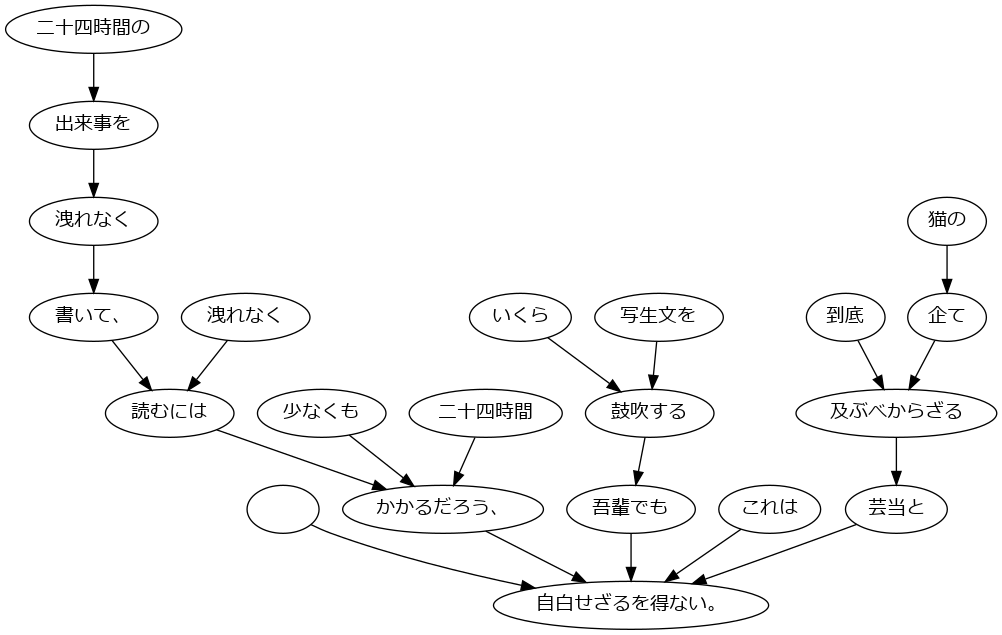 二十四時間の
出来事を
洩れなく
猫の
書いて、
洩れなく
いくら
写生文を
到底
企て
読むには
少なくも
二十四時間
鼓吹する
及ぶべからざる
かかるだろう、
吾輩でも
これは
芸当と
自白せざるを得ない。